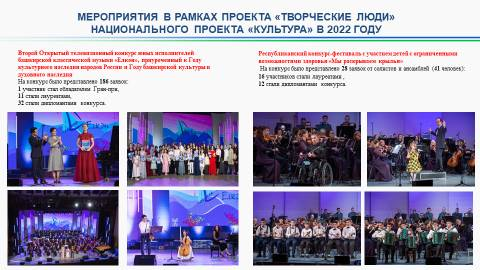 МЕРОПРИЯТИЯ В РАМКАХ ПРОЕКТА «ТВОРЧЕСКИЕ ЛЮДИ»
НАЦИОНАЛЬНОГО ПРОЕКТА «КУЛЬТУРА» В 2022 ГОДУ
Второй Открытый телевизионный конкурс юных исполнителей
башкирской классической музыки «Елкән», приуроченный к Году
культурного наследия народов России и Году башкирской культуры и
духовного наследия
На конкурс было представлено 186 заявок:
1 участник стал обладателем Гран-при,
11 стали лауреатами,
32 стали дипломантами конкурса.
Республиканский конкурс-фестиваль с участием детей с ограниченными
возможностями здоровья «Мы раскрываем крылья»
На конкурс было представлено 28 заявок от солистов и ансамблей (41 человек):
16 участников стали лауреатами,
12 стали дипломантами конкурса.